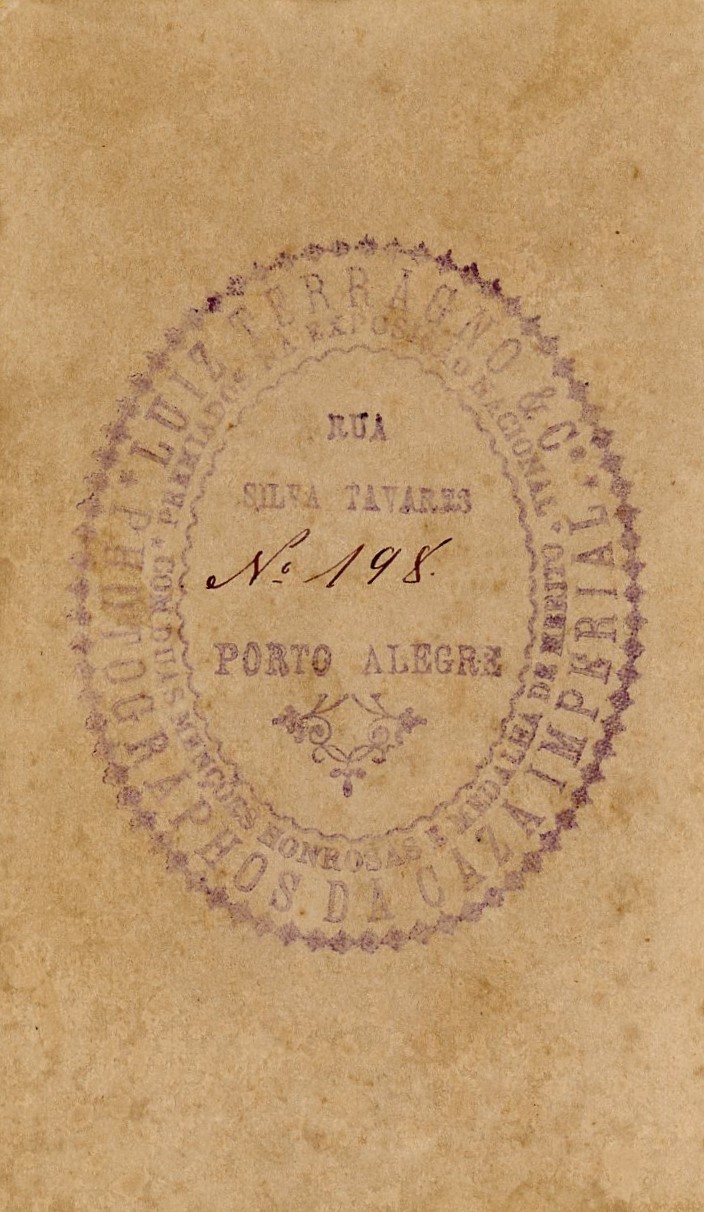 * LUIZ TERRAGNO & C.ª *
PHOTOGRAPHOS DA CAZA IMPERIAL
* PREMIADOS NA EXPOSIÇÃO NACIONAL *
COM DUAS MENÇÕES HONROSAS E MEDALHA DE MERITO
RUA
SILVA TAVARES
Nº 198.
PORTO ALEGRE